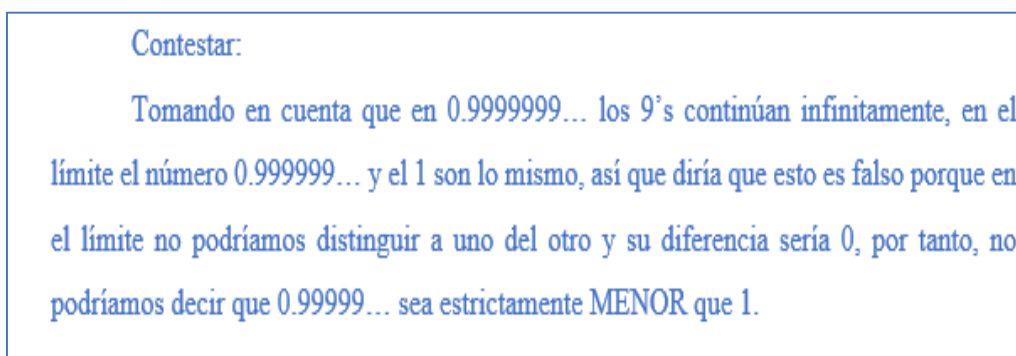 Contestar:
Tomando en cuenta que en 0.9999999… los 9’s continúan infinitamente, en el
límite el número 0.999999… y el 1 son lo mismo, así que diría que esto es falso porque en
el límite no podríamos distinguir a uno del otro y su diferencia sería 0, por tanto, no
podríamos decir que 0.99999… sea estrictamente MENOR que 1.